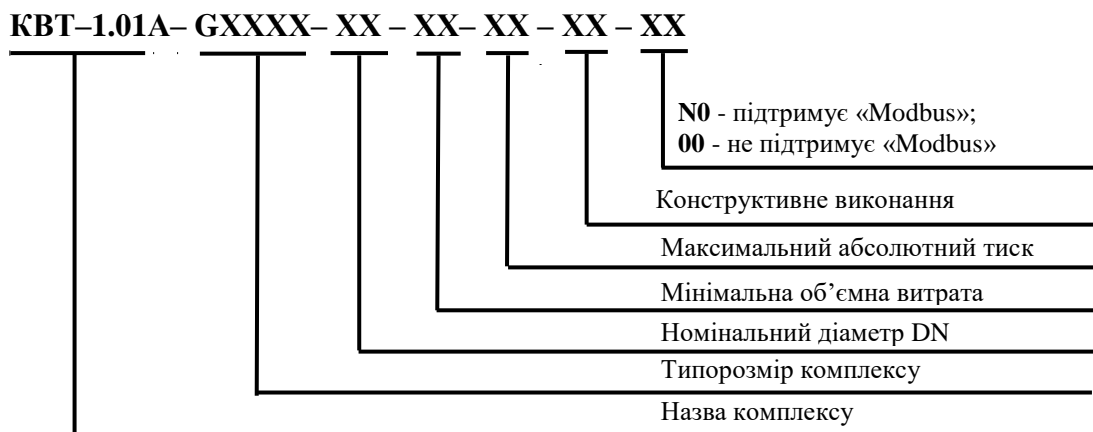 КВТ–1.01А– GXXXX– XX – XX– XX – XX – XX
N0 - підтримує «Modbus»;
00 - не підтримує «Modbus»
Конструктивне виконання
Максимальний абсолютний тиск
Мінімальна об’ємна витрата
Номінальний діаметр DN
Типорозмір комплексу
Назва комплексу